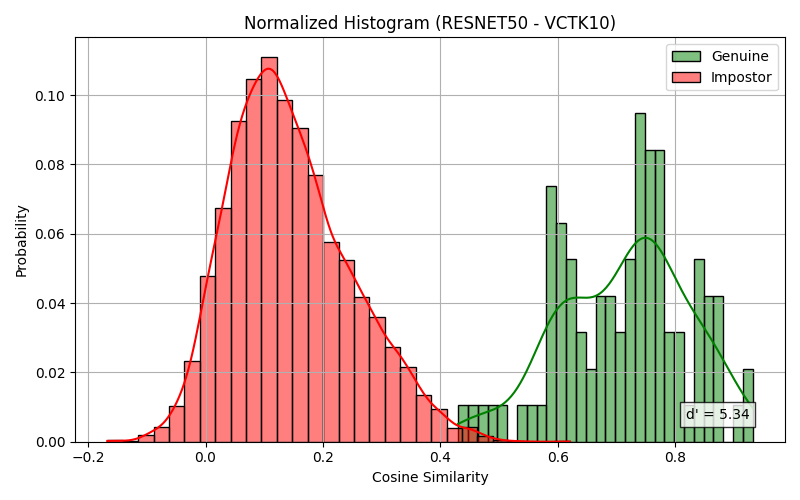 Normalized Histogram (RESNET50 - VCTK10)
Genuine
Impostor
Probability
0.10
0.08
0.06
0.04
0.02
0.00
d' = 5.34
−0.2
0.0
0.2
0.4
0.6
0.8
Cosine Similarity